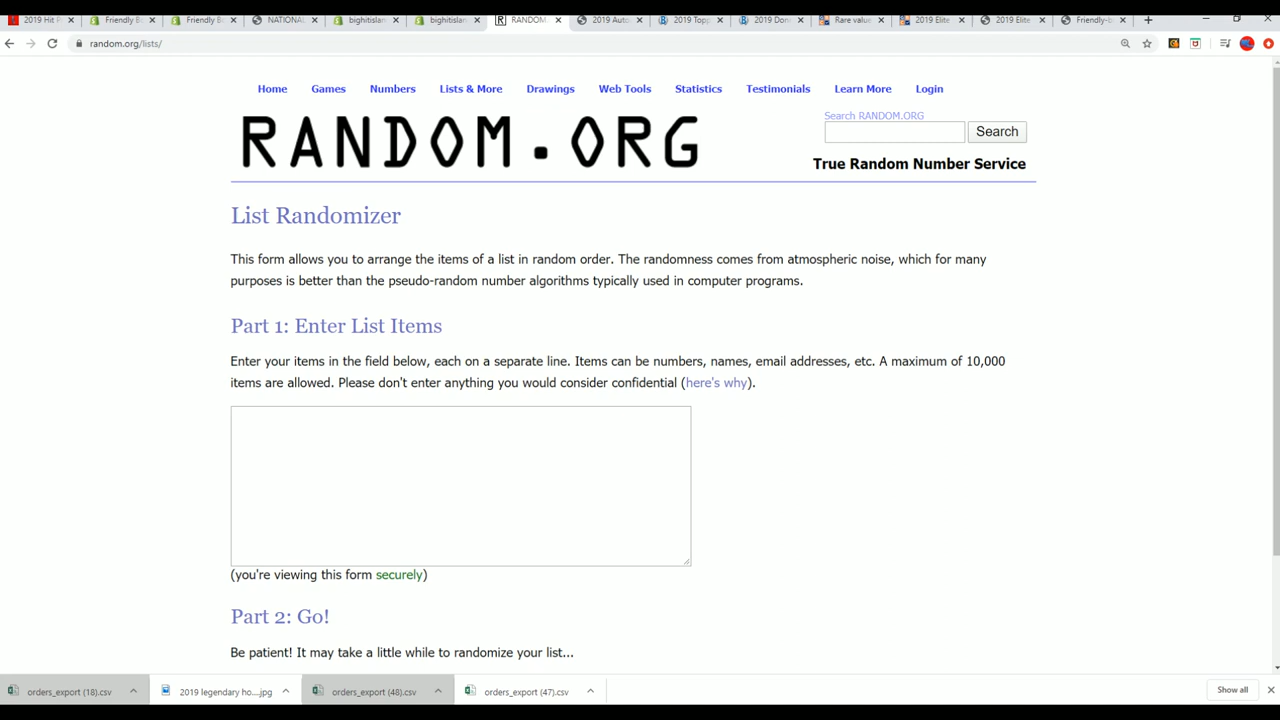 2019 Hit P
Friendly B
Friendly B
NATIONAL
bighitislan
bighitislan
RANDOM.
2019 Auto
2019 Topp
2019 Don
Rare value
2019 Elite
2019 Elite
Friendly-b
random.org/lists/
Home Games Numbers Lists & More Drawings Web Tools Statistics Testimonials Learn More Login
RANDOM.ORG
Search RANDOM.ORG
Search
True Random Number Service
List Randomizer
This form allows you to arrange the items of a list in random order. The randomness comes from atmospheric noise, which for many
purposes is better than the pseudo-random number algorithms typically used in computer programs.
Part 1: Enter List Items
Enter your items in the field below, each on a separate line. Items can be numbers, names, email addresses, etc. A maximum of 10,000
items are allowed. Please don't enter anything you would consider confidential (here's why).
(you're viewing this form securely)
Part 2: Go!
Be patient! It may take a little while to randomize your list...
orders_export (18).csv
2019 legendary ho....jpg
orders_export (48).csv
orders_export (47).csv
Show all